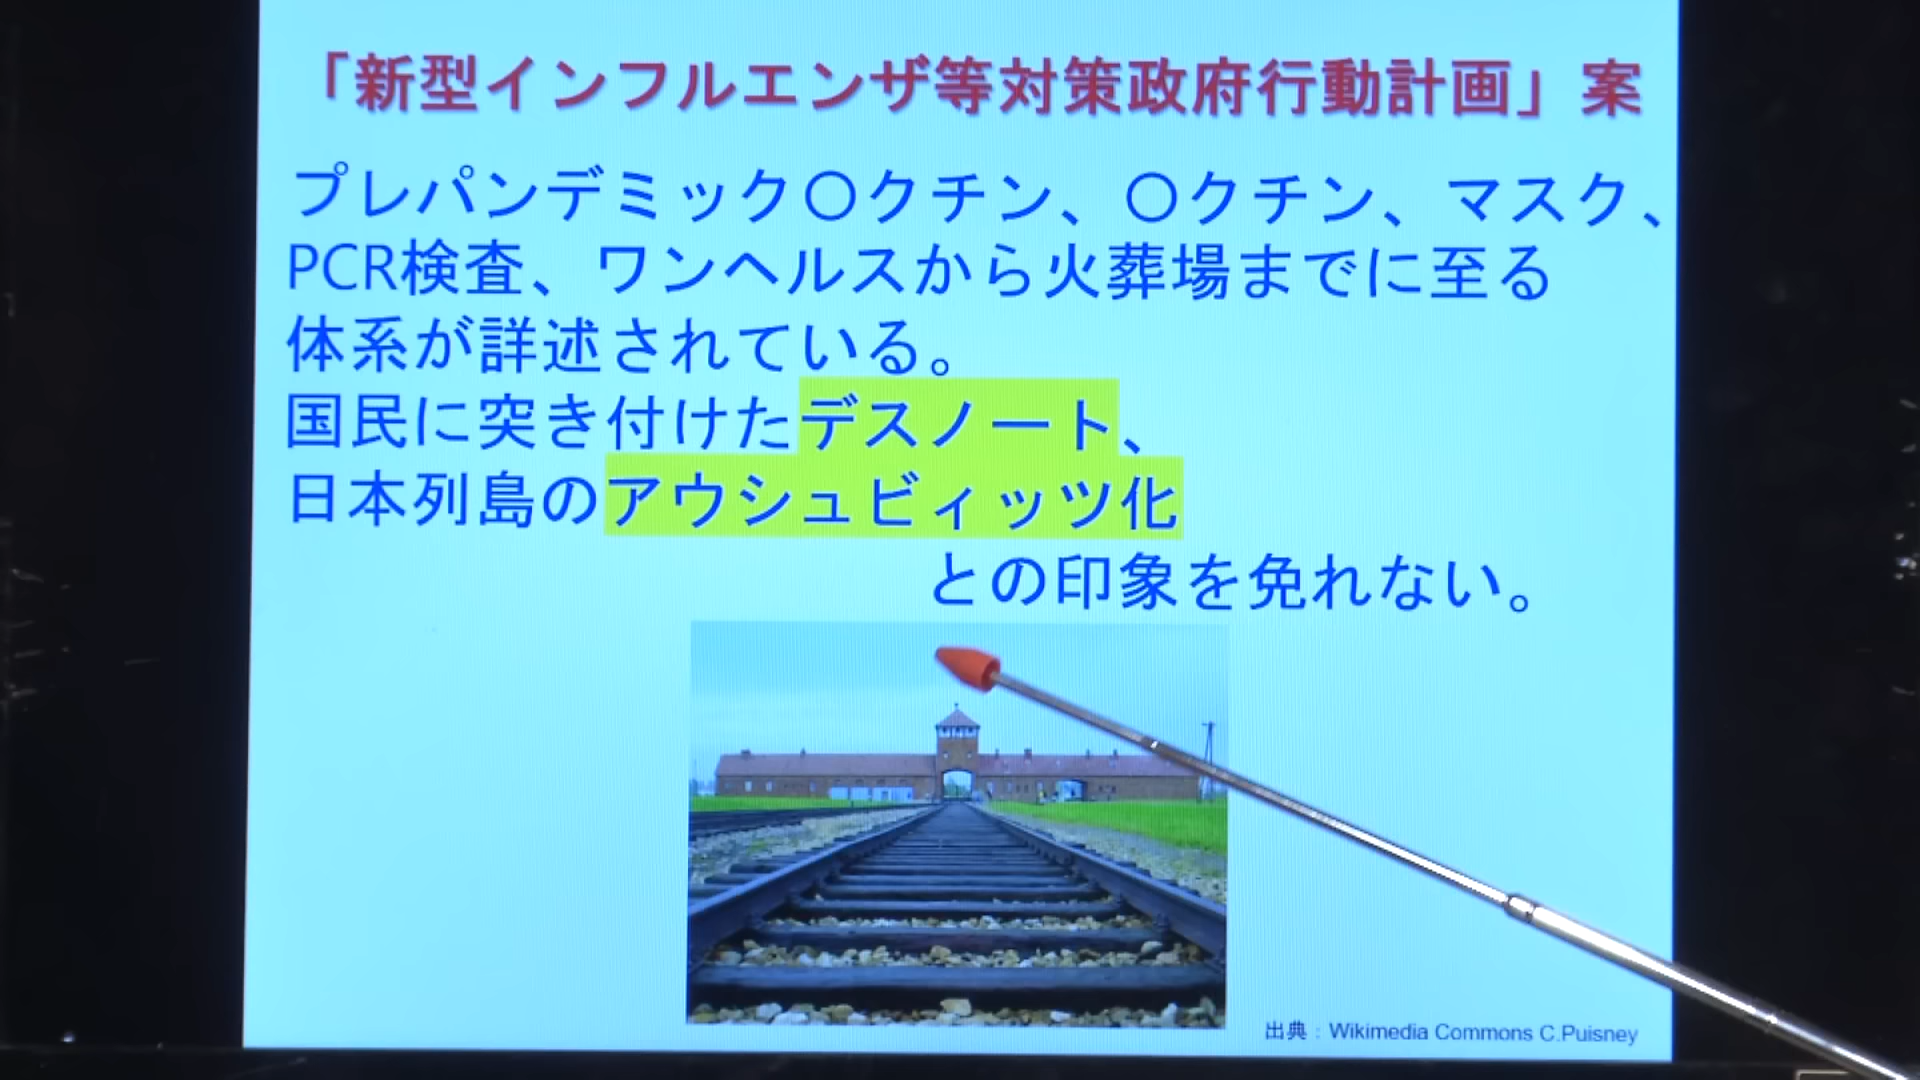 「新型インフルエンザ等対策政府行動計画」案
プレパンデミック〇クチン、〇クチン、マスク、
PCR検査、ワンヘルスから火葬場までに至る
体系が詳述されている。
国民に突き付けたデスノート、
日本列島のアウシュビィッツ化
との印象を免れない。
出典：Wikimedia Commons C.Puisney